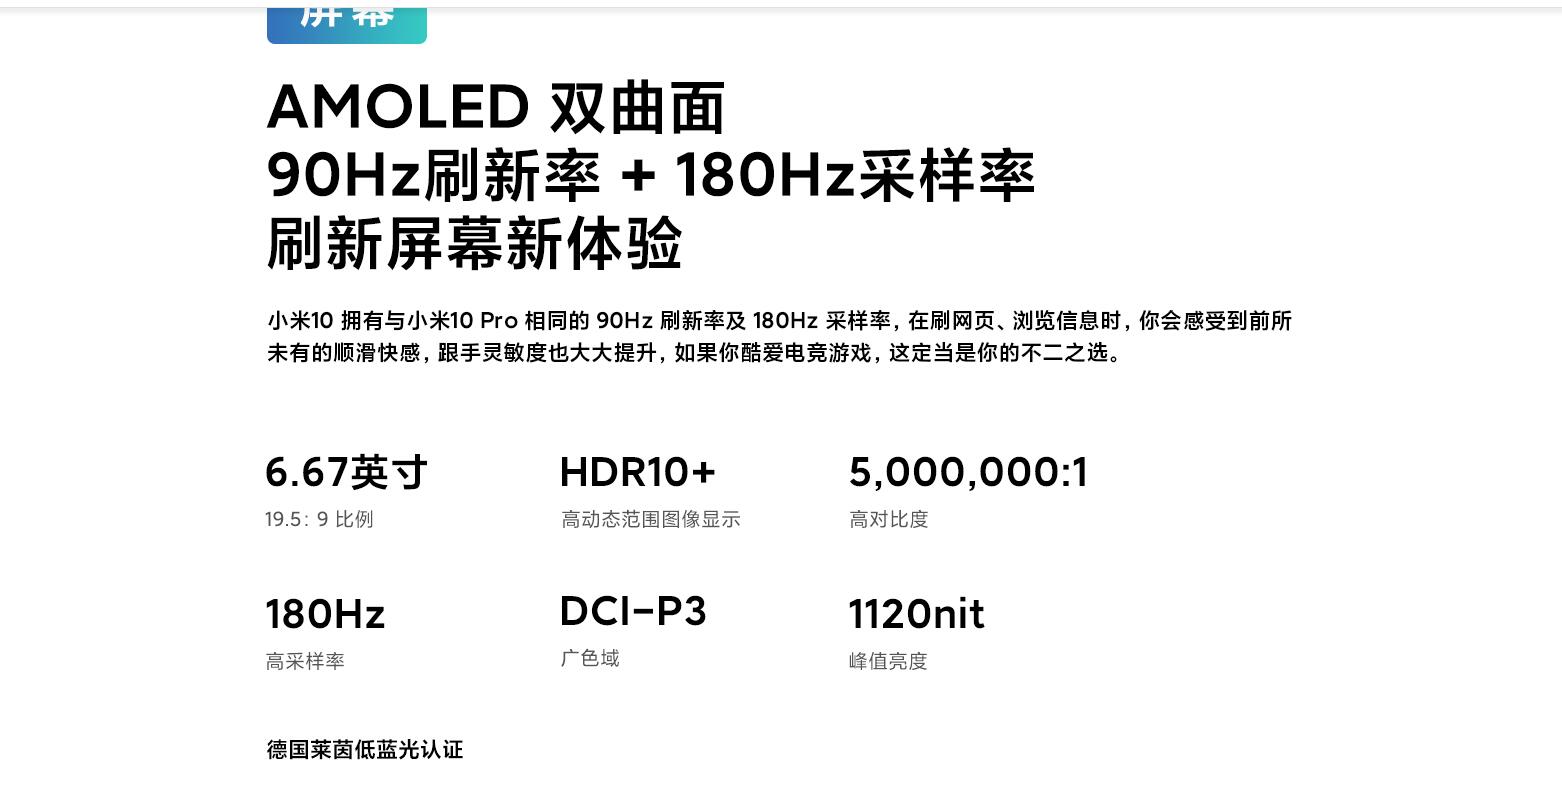 屏幕
AMOLED 双曲面
90Hz刷新率 + 180Hz采样率
刷新屏幕新体验
小米10 拥有与小米10 Pro 相同的 90Hz 刷新率及 180Hz 采样率, 在刷网页、浏览信息时, 你会感受到前所
未有的顺滑快感, 跟手灵敏度也大大提升, 如果你酷爱电竞游戏, 这定当是你的不二之选。
6.67英寸 HDR10+ 5,000,000:1
19.5: 9 比例 高动态范围图像显示 高对比度
180Hz DCI-P3 1120nit
高采样率 广色域 峰值亮度
德国莱茵低蓝光认证